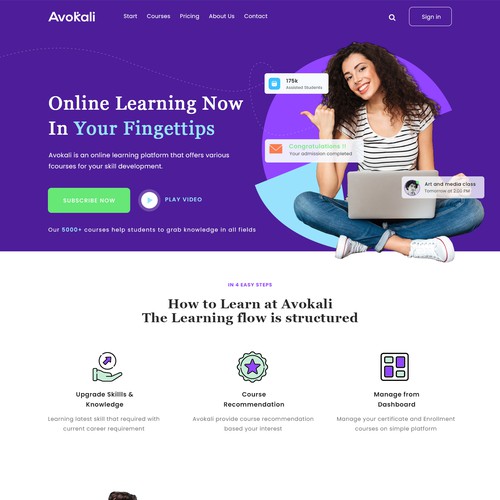 Avokali
Start Courses Pricing About Us Contact
Sign in
175k
Assisted Students
Online Learning Now
In Your Fingettips
Congratulations !!
Your admission completed
Avokali is an online learning platform that offers various
fcourses for your skill development.
Art and media class
Tomorrow at 2:00 PM
SUBSCRIBE NOW
PLAY VIDEO
Our 5000+ courses help students to grab knowledge in all fields
IN 4 EASY STEPS
How to Learn at Avokali
The Learning flow is structured
Upgrade Skillls &
Knowledge
Learning latest skill that required with
current career requirement
Course
Recommendation
Avokali provide course recommendation
based your interest
Manage from
Dashboard
Manage your certificate and Enrollment
courses on simple platform